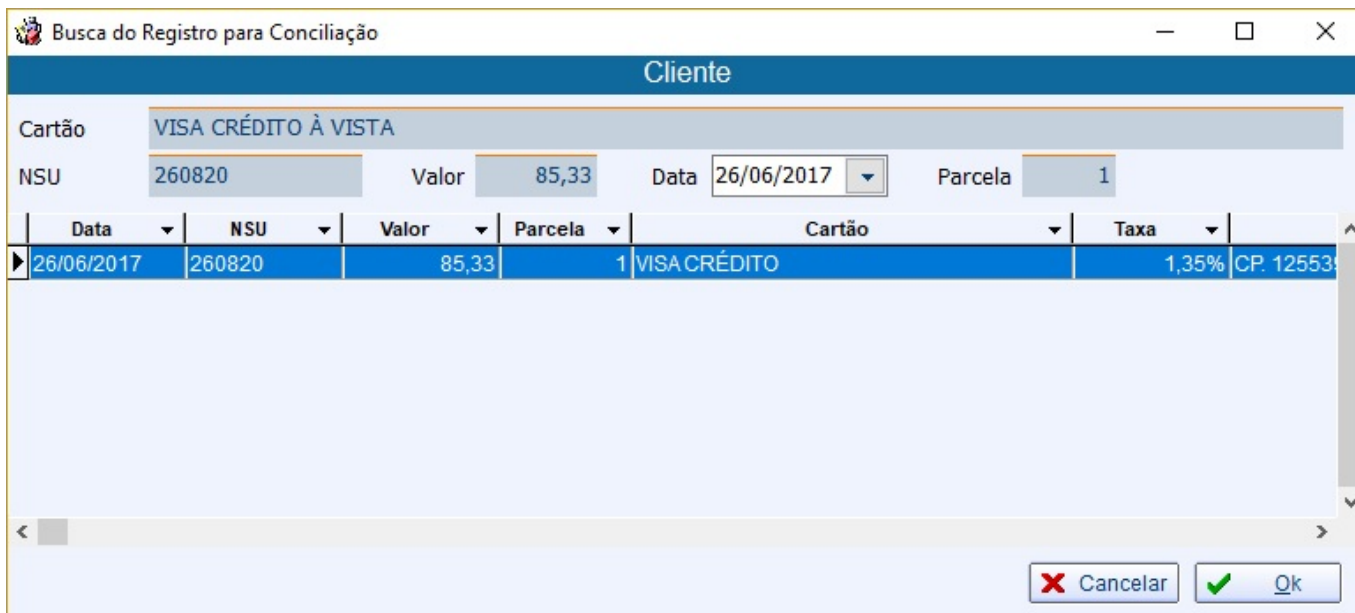 Busca do Registro para Conciliação
Cliente
Cartão VISA CRÉDITO À VISTA
NSU 260820 Valor 85,33 Data 26/06/2017 Parcela 1
Data NSU Valor Parcela Cartão Taxa
26/06/2017 260820 85,33 1 VISA CRÉDITO 1,35% CP. 125539
Cancelar Ok